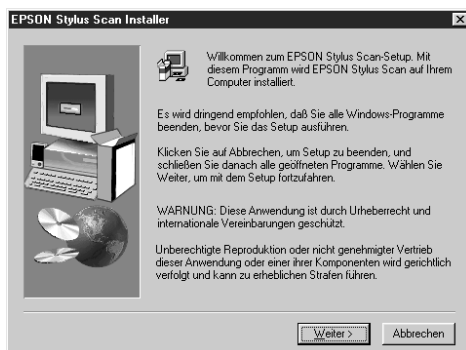 EPSON Stylus Scan Installer
Willkommen zum EPSON Stylus Scan-Setup. Mit
diesem Programm wird EPSON Stylus Scan auf Ihrem
Computer installiert.
Es wird dringend empfohlen, daß Sie alle Windows-Programme
beenden, bevor Sie das Setup ausführen.
Klicken Sie auf Abbrechen, um Setup zu beenden, und
schließen Sie danach alle geöffneten Programme. Wählen Sie
Weiter, um mit dem Setup fortzufahren.
WARNUNG: Diese Anwendung ist durch Urheberrecht und
internationale Vereinbarungen geschützt.
Unberechtigte Reproduktion oder nicht genehmigter Vertrieb
dieser Anwendung oder einer ihrer Komponenten wird gerichtlich
verfolgt und kann zu erheblichen Strafen führen.
Weiter >
Abbrechen